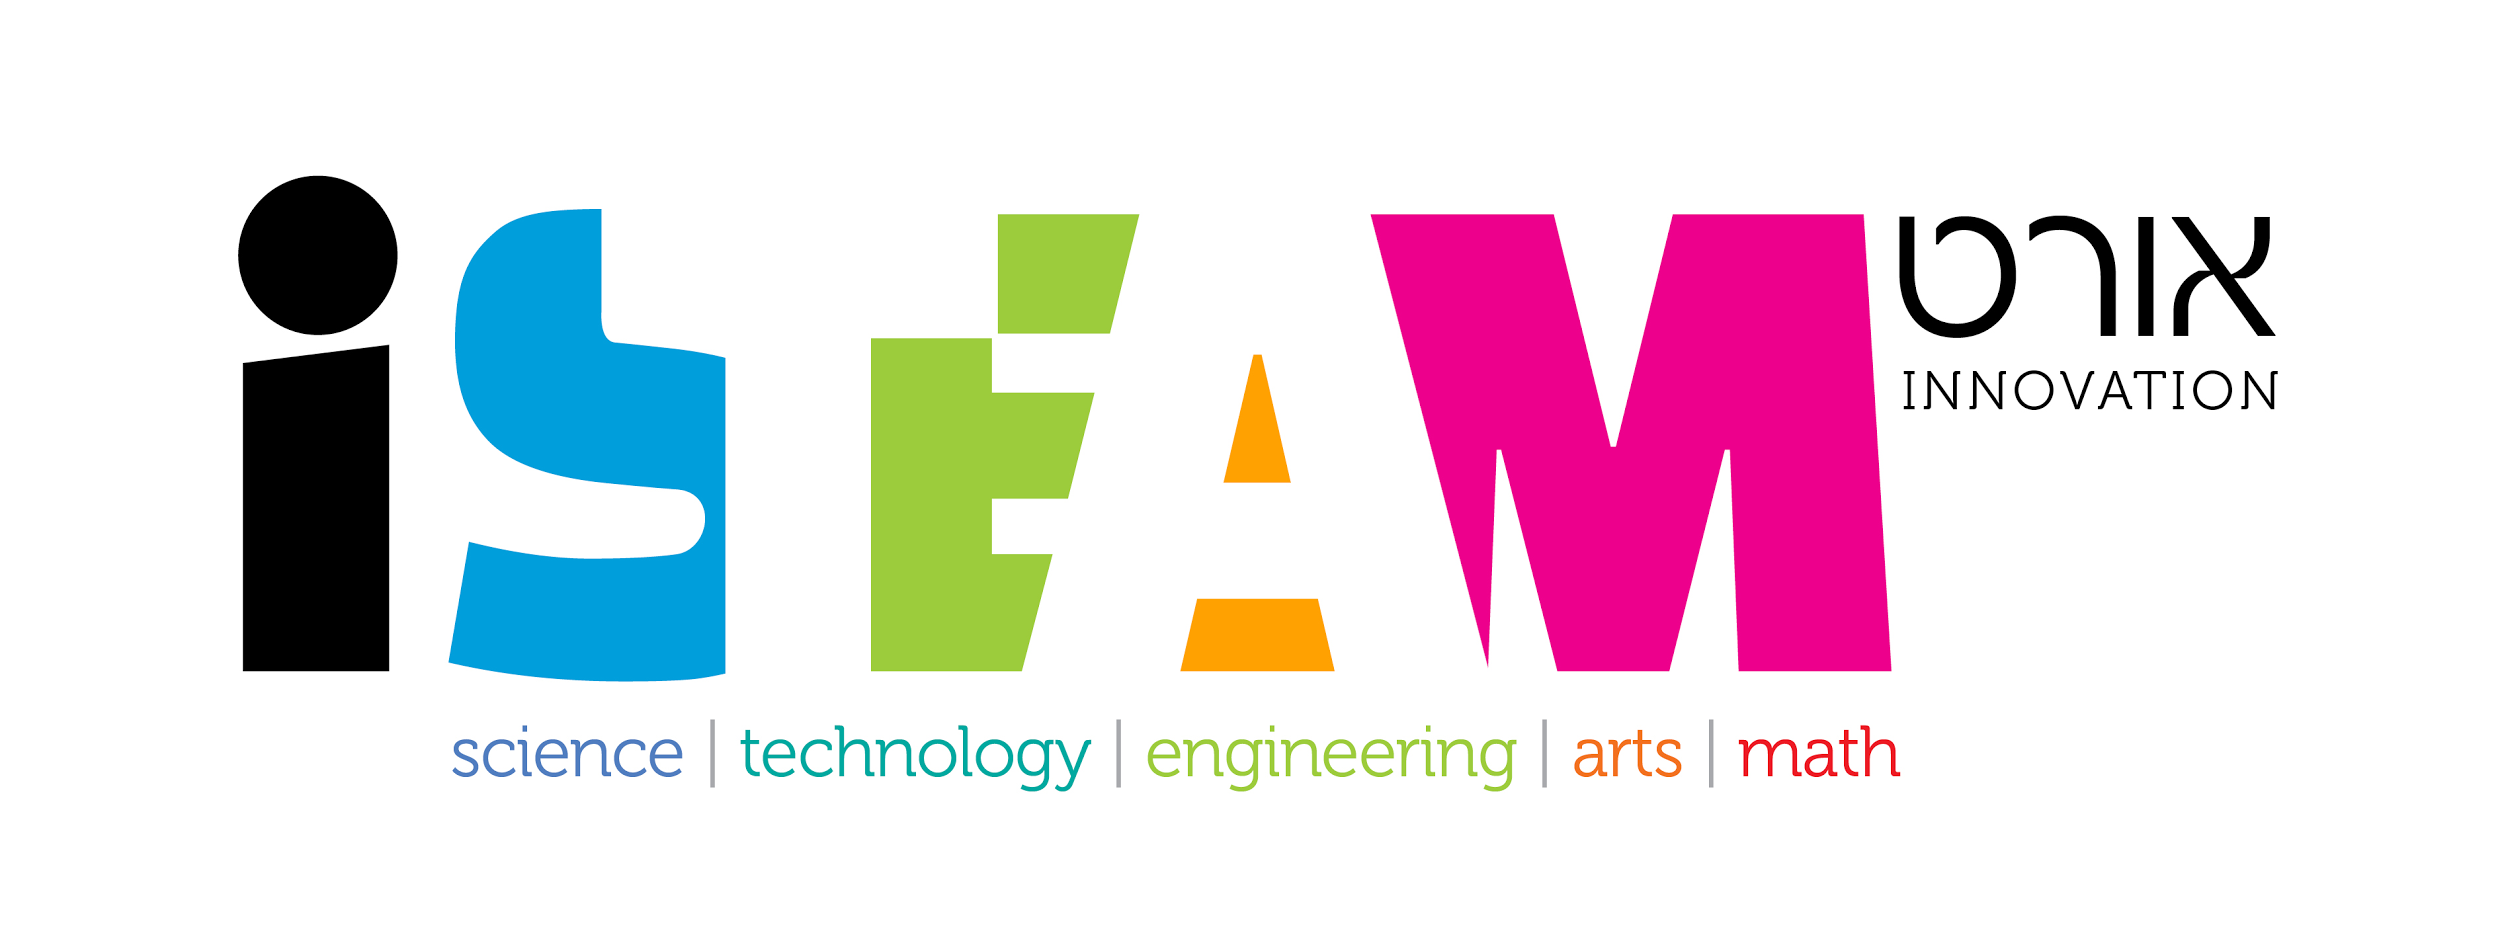 iSTEAM
אורט
INNOVATION
science | technology | engineering | arts | math